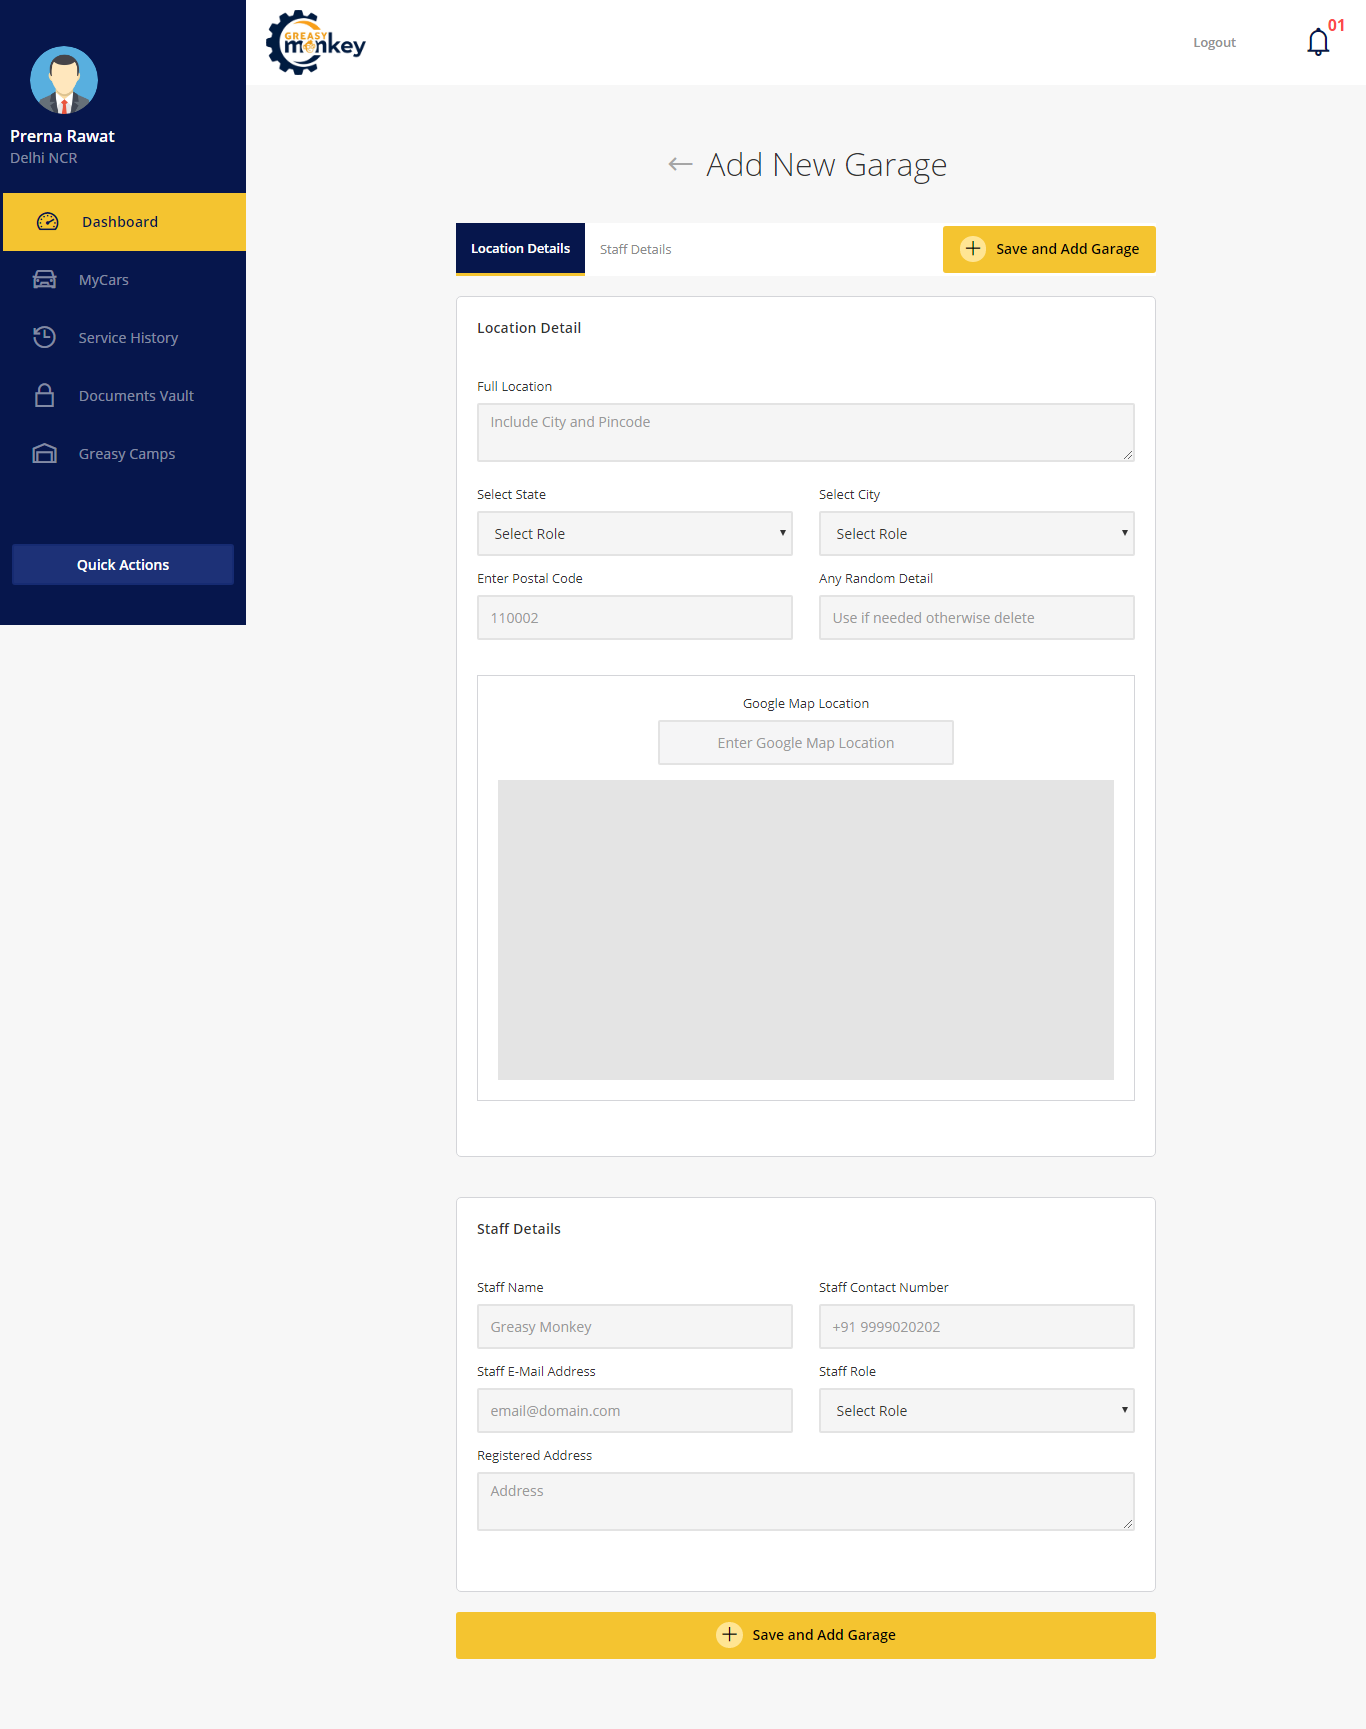 Prerna Rawat
Delhi NCR
Dashboard
MyCars
Service History
Documents Vault
Greasy Camps
Quick Actions
GREASY
monkey
Logout
01
Add New Garage
Location Details
Staff Details
Save and Add Garage
Location Detail
Full Location
Include City and Pincode
Select State
Select City
Select Role
Select Role
Enter Postal Code
Any Random Detail
110002
Use if needed otherwise delete
Google Map Location
Enter Google Map Location
Staff Details
Staff Name
Staff Contact Number
Greasy Monkey
+91 9999020202
Staff E-Mail Address
Staff Role
email@domain.com
Select Role
Registered Address
Address
Save and Add Garage